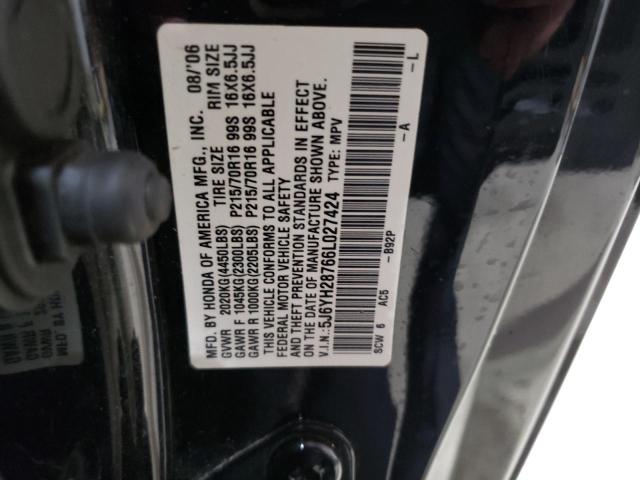 MFD. BY HONDA OF AMERICA MFG., INC. 08/'06
GVWR 2020KG(4450LBS) TIRE SIZE RIM SIZE
GAWR F 1045KG(2300LBS) P215/70R16 99S 16X6.5JJ
GAWR R 1000KG(2205LBS) P215/70R16 99S 16X6.5JJ
THIS VEHICLE CONFORMS TO ALL APPLICABLE
FEDERAL MOTOR VEHICLE SAFETY
AND THEFT PREVENTION STANDARDS IN EFFECT
ON THE DATE OF MANUFACTURE SHOWN ABOVE.
V.I.N.: 5J6YH28766L027424 TYPE: MPV
SCW 6 AC5 - B92P - A - L